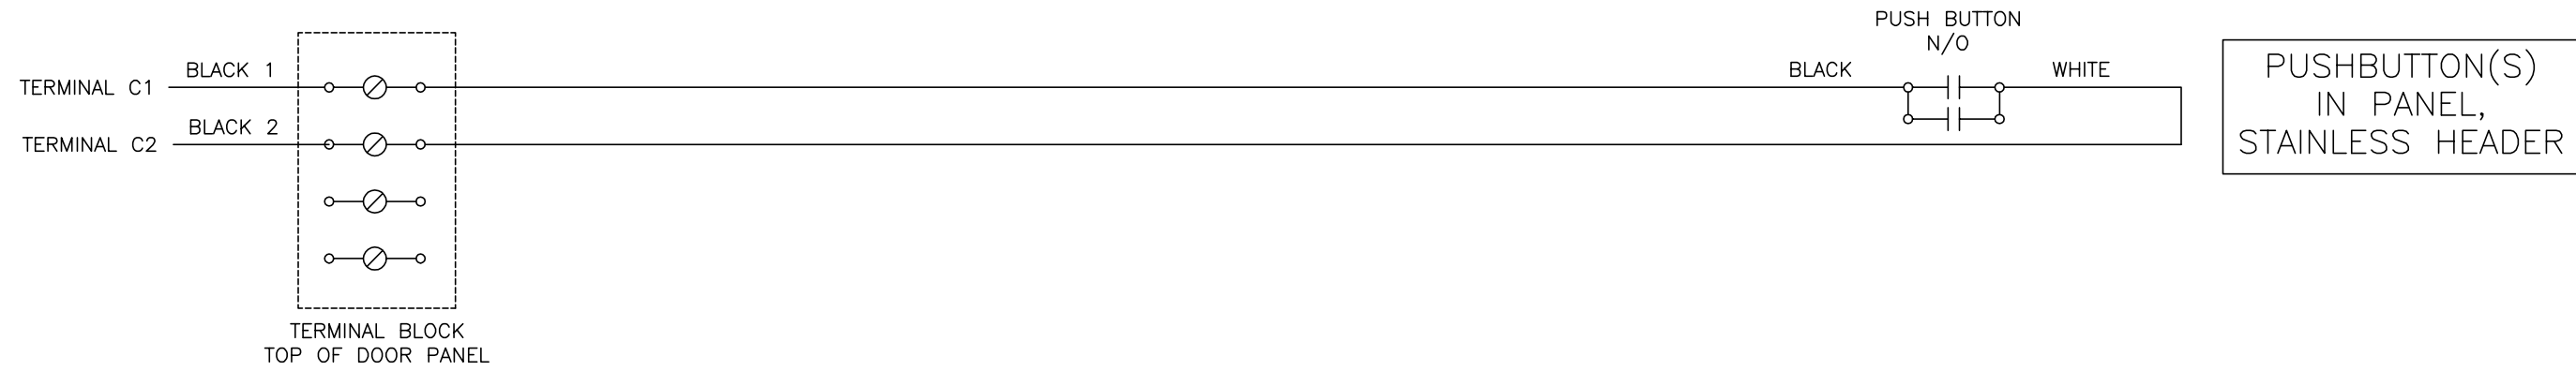 PUSH BUTTON
N/O
TERMINAL C1
BLACK 1
BLACK
WHITE
PUSHBUTTON(S)
IN PANEL,
STAINLESS HEADER
TERMINAL C2
BLACK 2
TERMINAL BLOCK
TOP OF DOOR PANEL